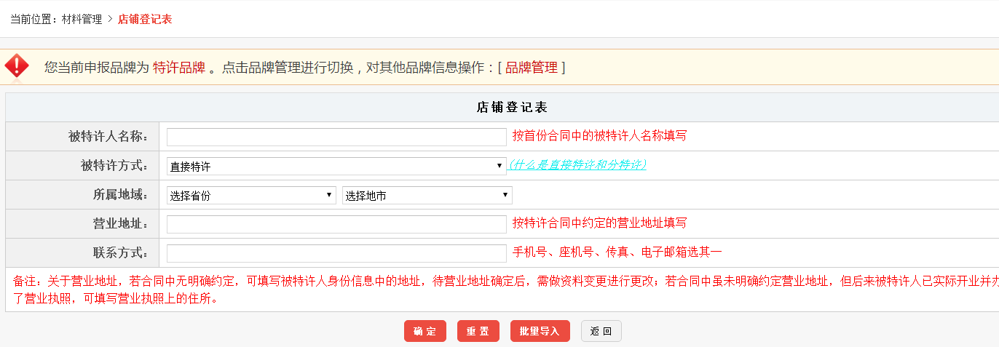 当前位置：材料管理 > 店铺登记表
您当前申报品牌为 特许品牌 。点击品牌管理进行切换，对其他品牌信息操作：[ 品牌管理 ]
店铺登记表
被特许人名称： 按首份合同中的被特许人名称填写
被特许方式： 直接特许 (什么是直接特许和分特许)
所属地域： 选择省份 选择地市
营业地址： 按特许合同中约定的营业地址填写
联系方式： 手机号、座机号、传真、电子邮箱选其一
备注：关于营业地址，若合同中无明确约定，可填写被特许人身份信息中的地址，待营业地址确定后，需做资料变更进行更改；若合同中虽未明确约定营业地址，但后来被特许人已实际开业并办
了营业执照，可填写营业执照上的住所。
确 定 重 置 批量导入 返 回